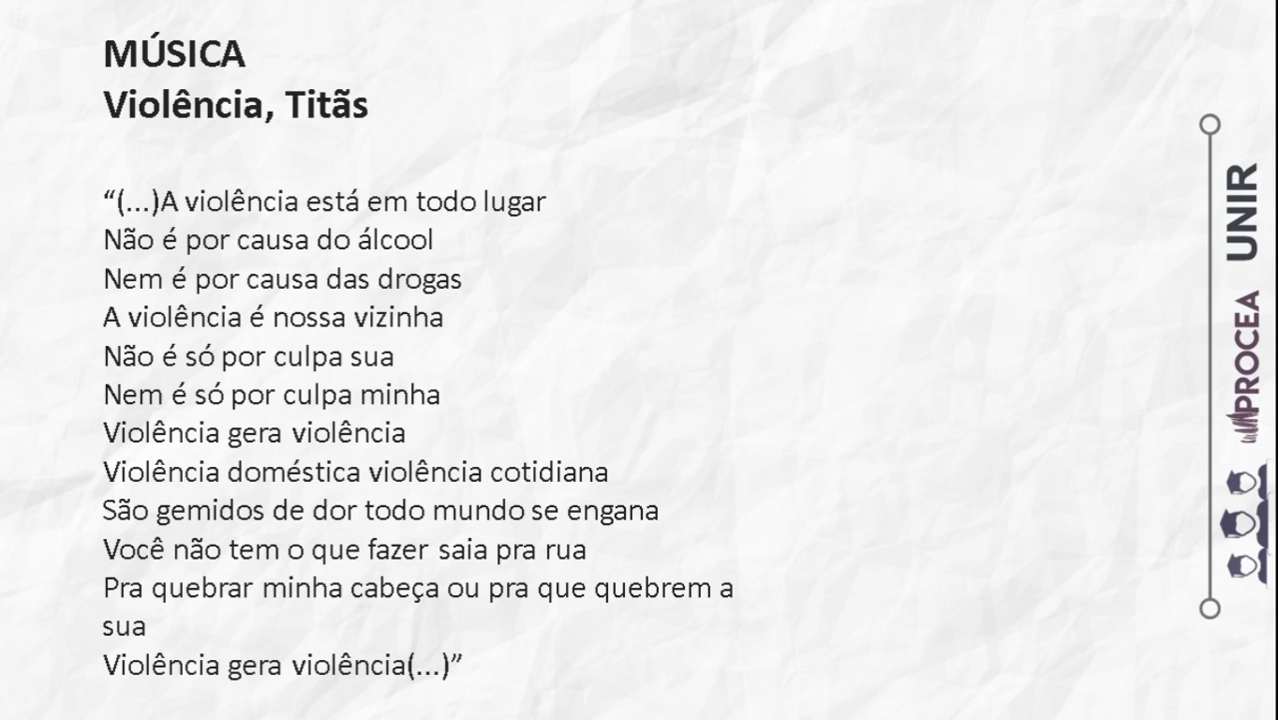 MÚSICA
Violência, Titãs
“(...)A violência está em todo lugar
Não é por causa do álcool
Nem é por causa das drogas
A violência é nossa vizinha
Não é só por culpa sua
Nem é só por culpa minha
Violência gera violência
Violência doméstica violência cotidiana
São gemidos de dor todo mundo se engana
Você não tem o que fazer saia pra rua
Pra quebrar minha cabeça ou pra que quebrem a
sua
Violência gera violência(...)”
UNIR
PROCEA